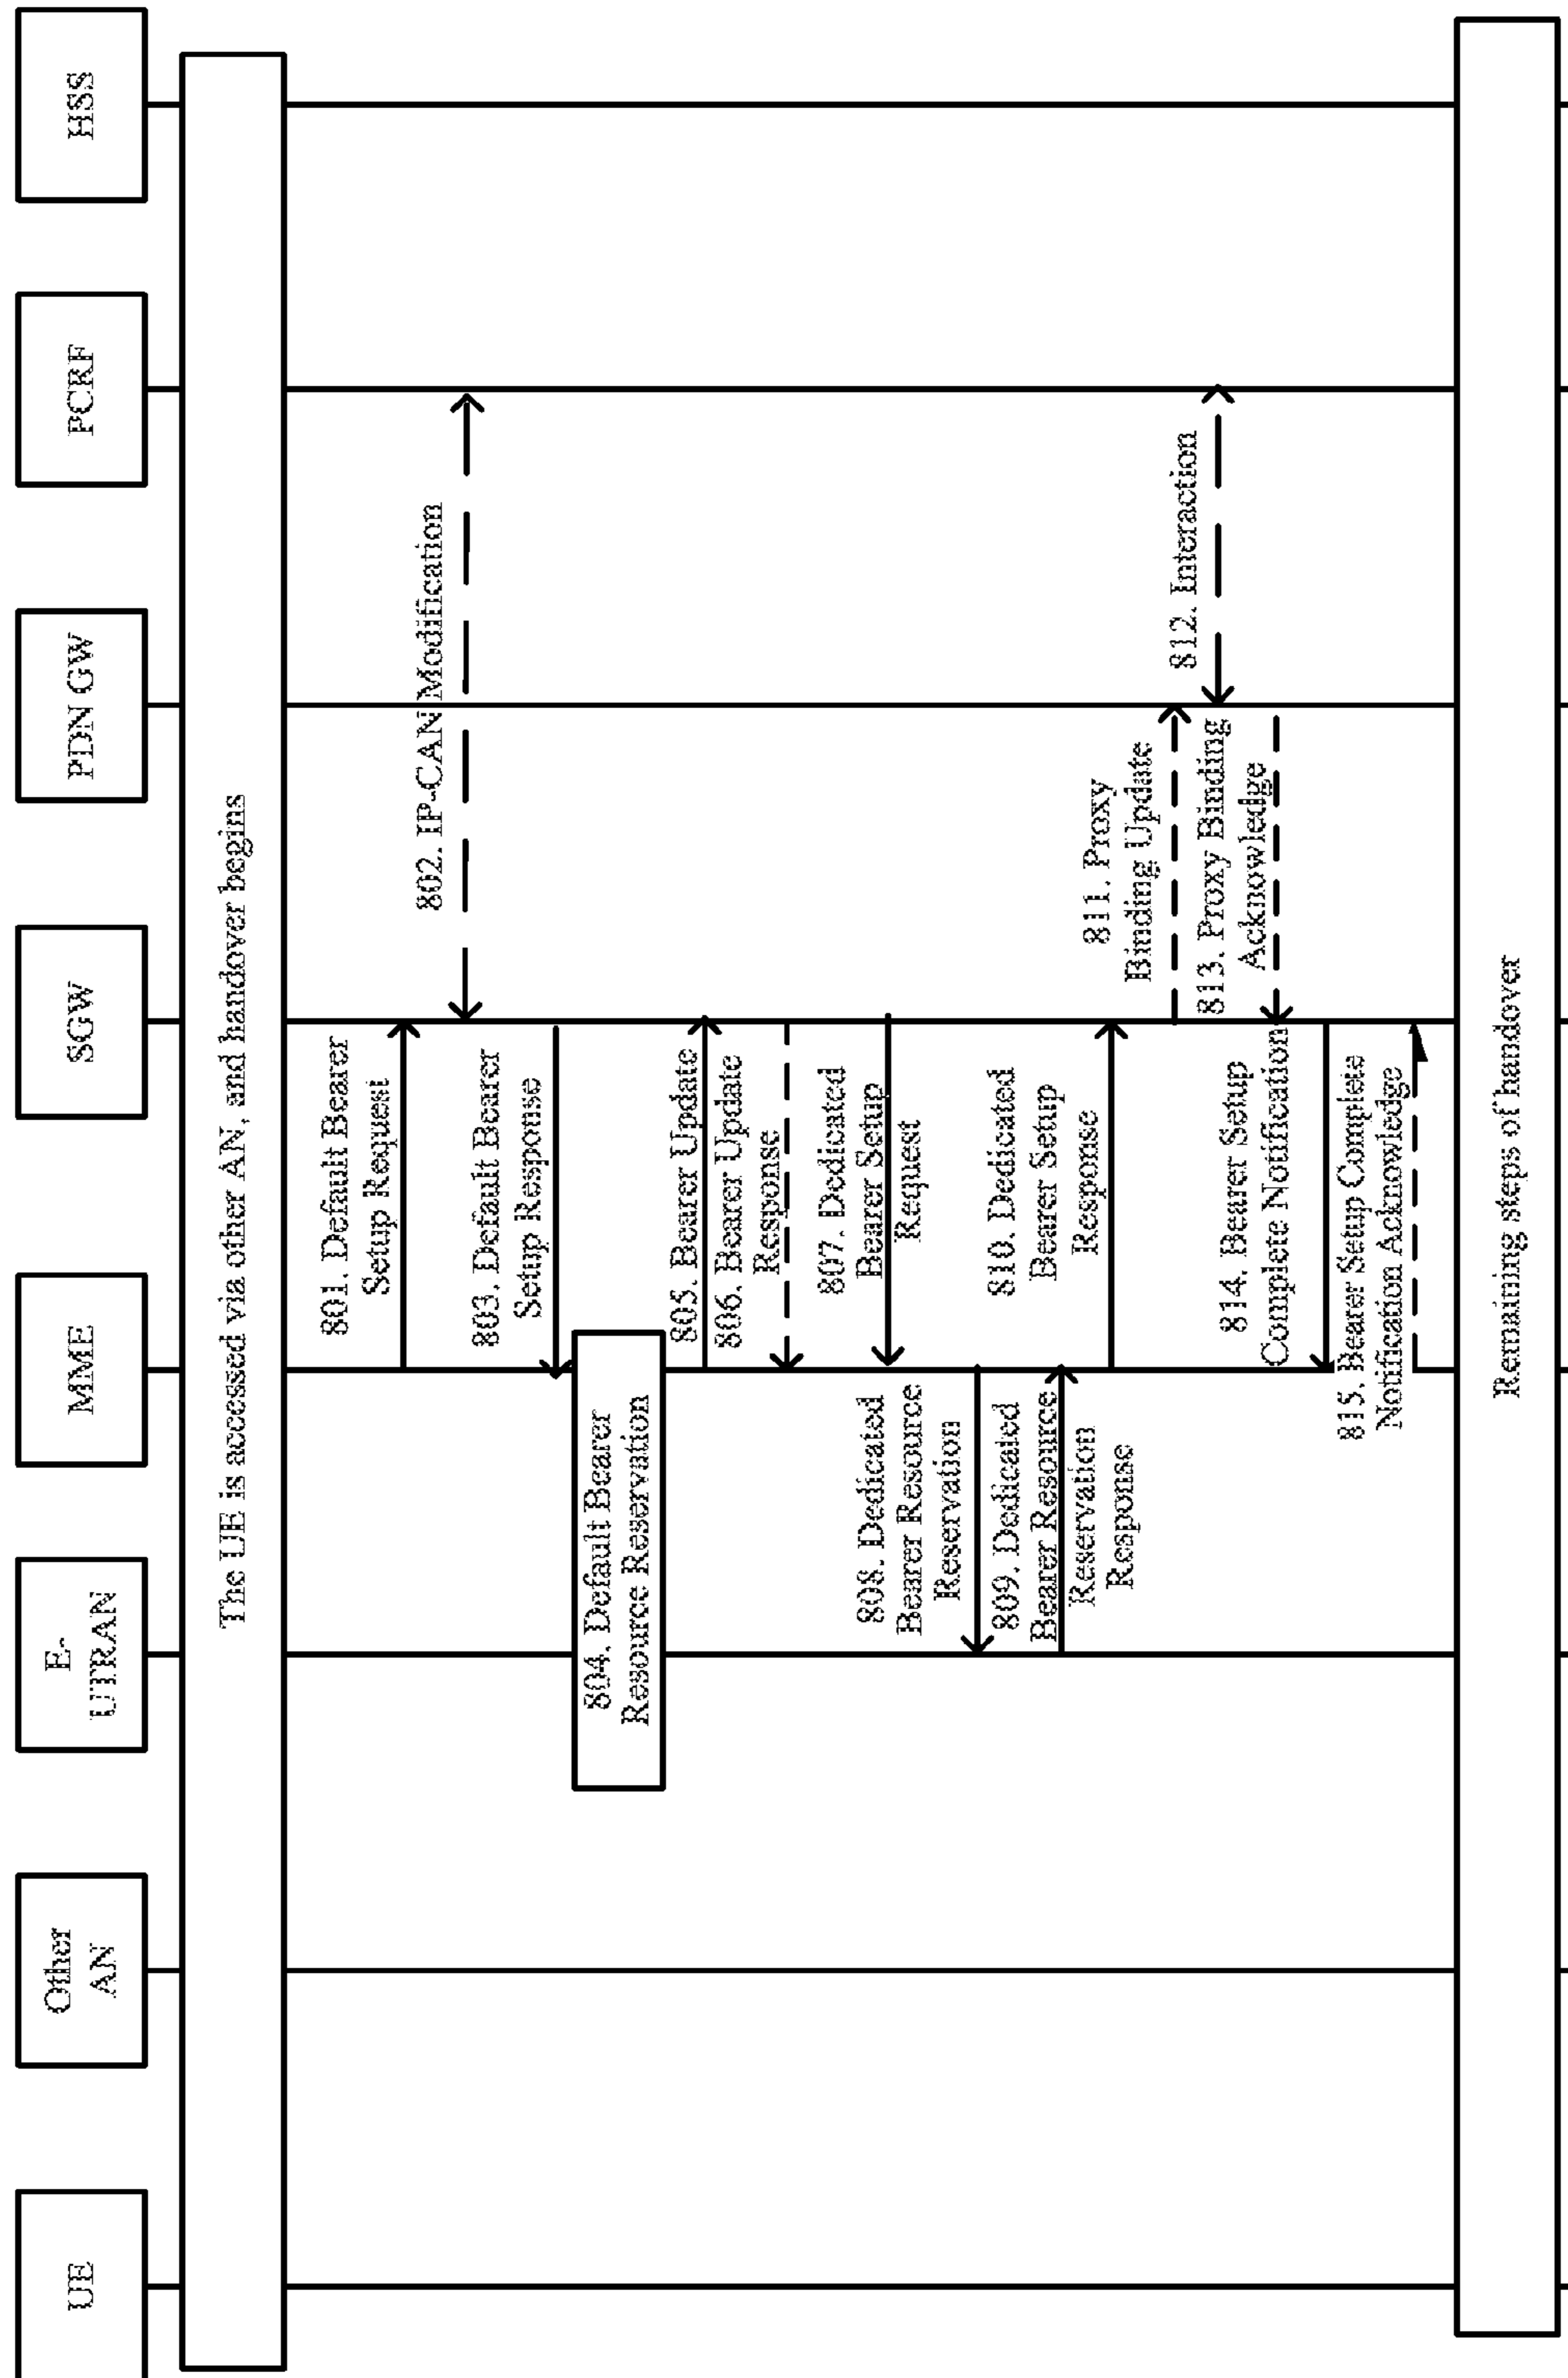 UE
Other
AN
E-
UTRAN
MME
SGW
PDN GW
PCRF
HSS
The UE is accessed via other AN, and handover begins
801. Default Bearer
Setup Request
802. IP-CAN Modification
803. Default Bearer
Setup Response
804. Default Bearer
Resource Reservation
805. Bearer Update
806. Bearer Update
Response
807. Dedicated
Bearer Setup
Request
808. Dedicated
Bearer Resource
Reservation
809. Dedicated
Bearer Resource
Reservation
Response
810. Dedicated
Bearer Setup
Response
811. Proxy
Binding Update
812. Interaction
813. Proxy Binding
Acknowledge
814. Bearer Setup
Complete Notification
815. Bearer Setup Complete
Notification Acknowledge
Remaining steps of handover